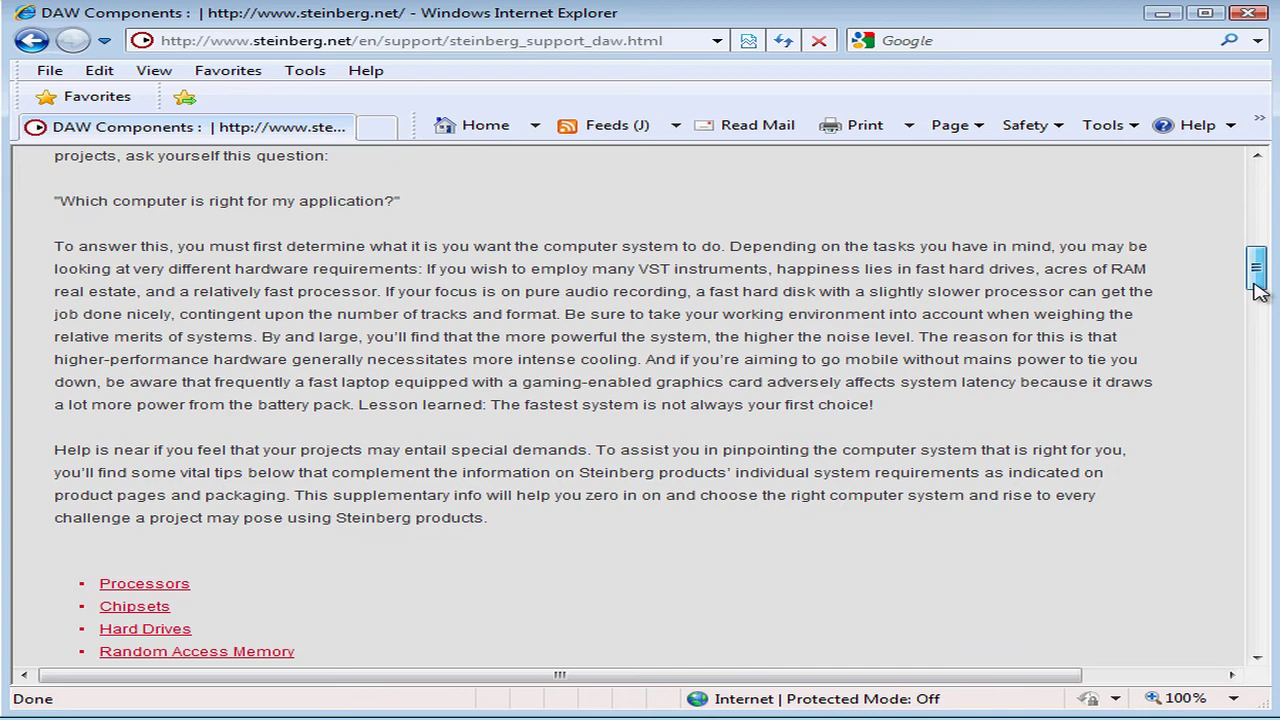 DAW Components : | http://www.steinberg.net/ - Windows Internet Explorer
http://www.steinberg.net/en/support/steinberg_support_daw.html
Google
File Edit View Favorites Tools Help
Favorites
DAW Components : | http://www.ste...
Home Feeds (J) Read Mail Print Page Safety Tools Help »
projects, ask yourself this question:
"Which computer is right for my application?"
To answer this, you must first determine what it is you want the computer system to do. Depending on the tasks you have in mind, you may be
looking at very different hardware requirements: If you wish to employ many VST instruments, happiness lies in fast hard drives, acres of RAM
real estate, and a relatively fast processor. If your focus is on pure audio recording, a fast hard disk with a slightly slower processor can get the
job done nicely, contingent upon the number of tracks and format. Be sure to take your working environment into account when weighing the
relative merits of systems. By and large, you'll find that the more powerful the system, the higher the noise level. The reason for this is that
higher-performance hardware generally necessitates more intense cooling. And if you're aiming to go mobile without mains power to tie you
down, be aware that frequently a fast laptop equipped with a gaming-enabled graphics card adversely affects system latency because it draws
a lot more power from the battery pack. Lesson learned: The fastest system is not always your first choice!
Help is near if you feel that your projects may entail special demands. To assist you in pinpointing the computer system that is right for you,
you'll find some vital tips below that complement the information on Steinberg products' individual system requirements as indicated on
product pages and packaging. This supplementary info will help you zero in on and choose the right computer system and rise to every
challenge a project may pose using Steinberg products.
Processors
Chipsets
Hard Drives
Random Access Memory
Done
Internet | Protected Mode: Off
100%